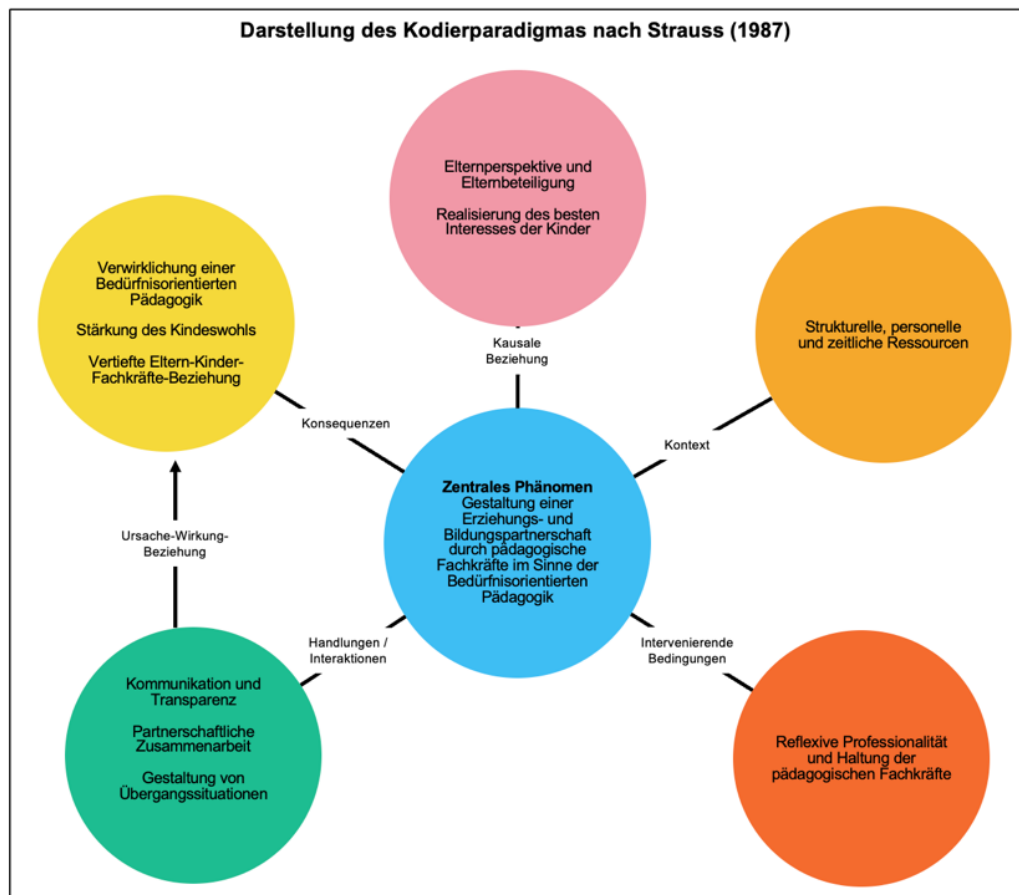 Darstellung des Kodierparadigmas nach Strauss (1987)
Elternperspektive und
Elternbeteiligung
Realisierung des besten
Interesses der Kinder
Verwirklichung einer
Bedürfnisorientierten
Pädagogik
Stärkung des Kindeswohls
Vertiefte Eltern-Kinder-
Fachkräfte-Beziehung
Strukturelle, personelle
und zeitliche Ressourcen
Kausale
Beziehung
Konsequenzen
Kontext
Zentrales Phänomen
Gestaltung einer
Erziehungs- und
Bildungspartnerschaft
durch pädagogische
Fachkräfte im Sinne der
Bedürfnisorientierten
Pädagogik
Ursache-Wirkung-
Beziehung
Handlungen /
Interaktionen
Intervenierende
Bedingungen
Kommunikation und
Transparenz
Partnerschaftliche
Zusammenarbeit
Gestaltung von
Übergangssituationen
Reflexive Professionalität
und Haltung der
pädagogischen Fachkräfte